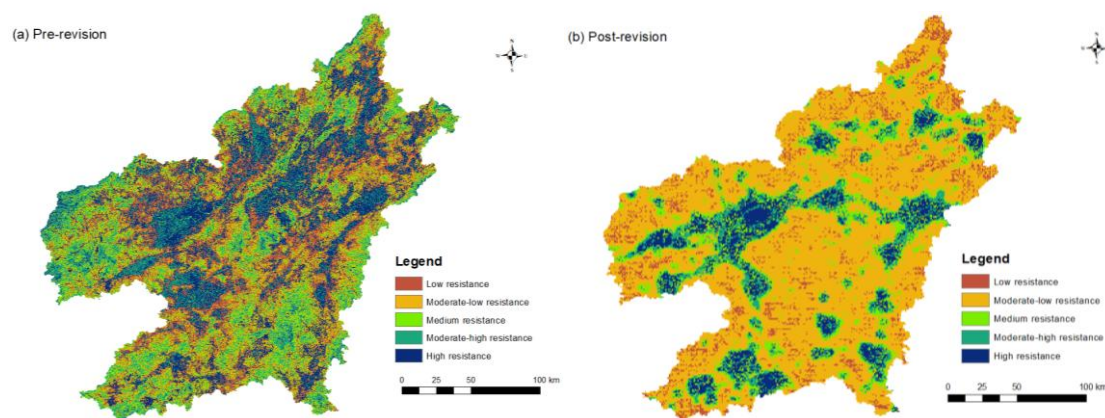 (a) Pre-revision
N
W E
S
Legend
Low resistance
Moderate-low resistance
Medium resistance
Moderate-high resistance
High resistance
0 25 50 100 km
(b) Post-revision
N
W E
S
Legend
Low resistance
Moderate-low resistance
Medium resistance
Moderate-high resistance
High resistance
0 25 50 100 km